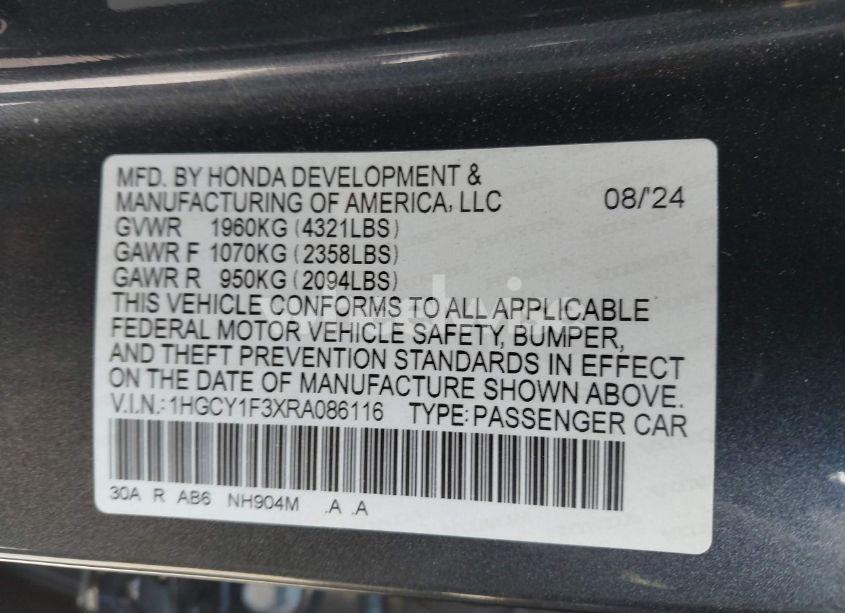 MFD. BY HONDA DEVELOPMENT &
MANUFACTURING OF AMERICA, LLC 08/'24
GVWR 1960KG (4321LBS)
GAWR F 1070KG (2358LBS)
GAWR R 950KG (2094LBS)
THIS VEHICLE CONFORMS TO ALL APPLICABLE
FEDERAL MOTOR VEHICLE SAFETY, BUMPER,
AND THEFT PREVENTION STANDARDS IN EFFECT
ON THE DATE OF MANUFACTURE SHOWN ABOVE.
V.I.N.: 1HGCY1F3XRA086116 TYPE: PASSENGER CAR
30A R AB6 NH904M .A .A